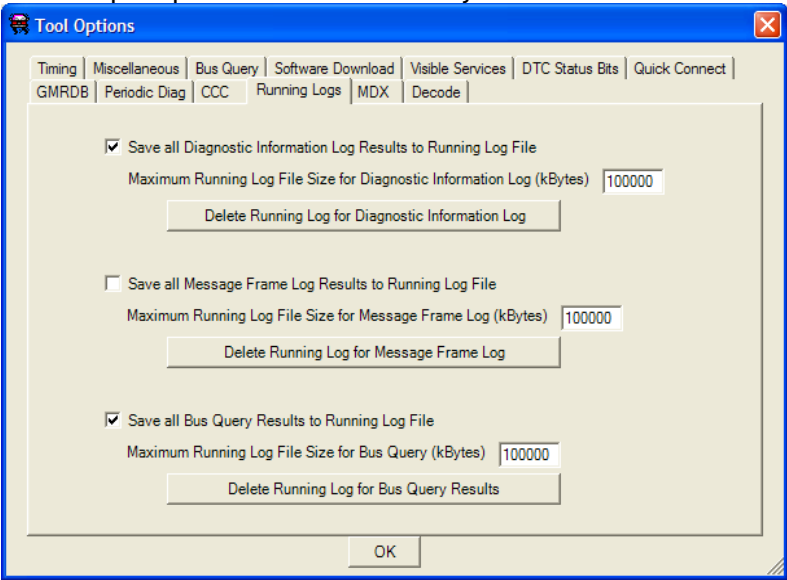 Tool Options
Timing Miscellaneous Bus Query Software Download Visible Services DTC Status Bits Quick Connect
GMRDB Periodic Diag CCC Running Logs MDX Decode
Save all Diagnostic Information Log Results to Running Log File
Maximum Running Log File Size for Diagnostic Information Log (kBytes) 100000
Delete Running Log for Diagnostic Information Log
Save all Message Frame Log Results to Running Log File
Maximum Running Log File Size for Message Frame Log (kBytes) 100000
Delete Running Log for Message Frame Log
Save all Bus Query Results to Running Log File
Maximum Running Log File Size for Bus Query (kBytes) 100000
Delete Running Log for Bus Query Results
OK